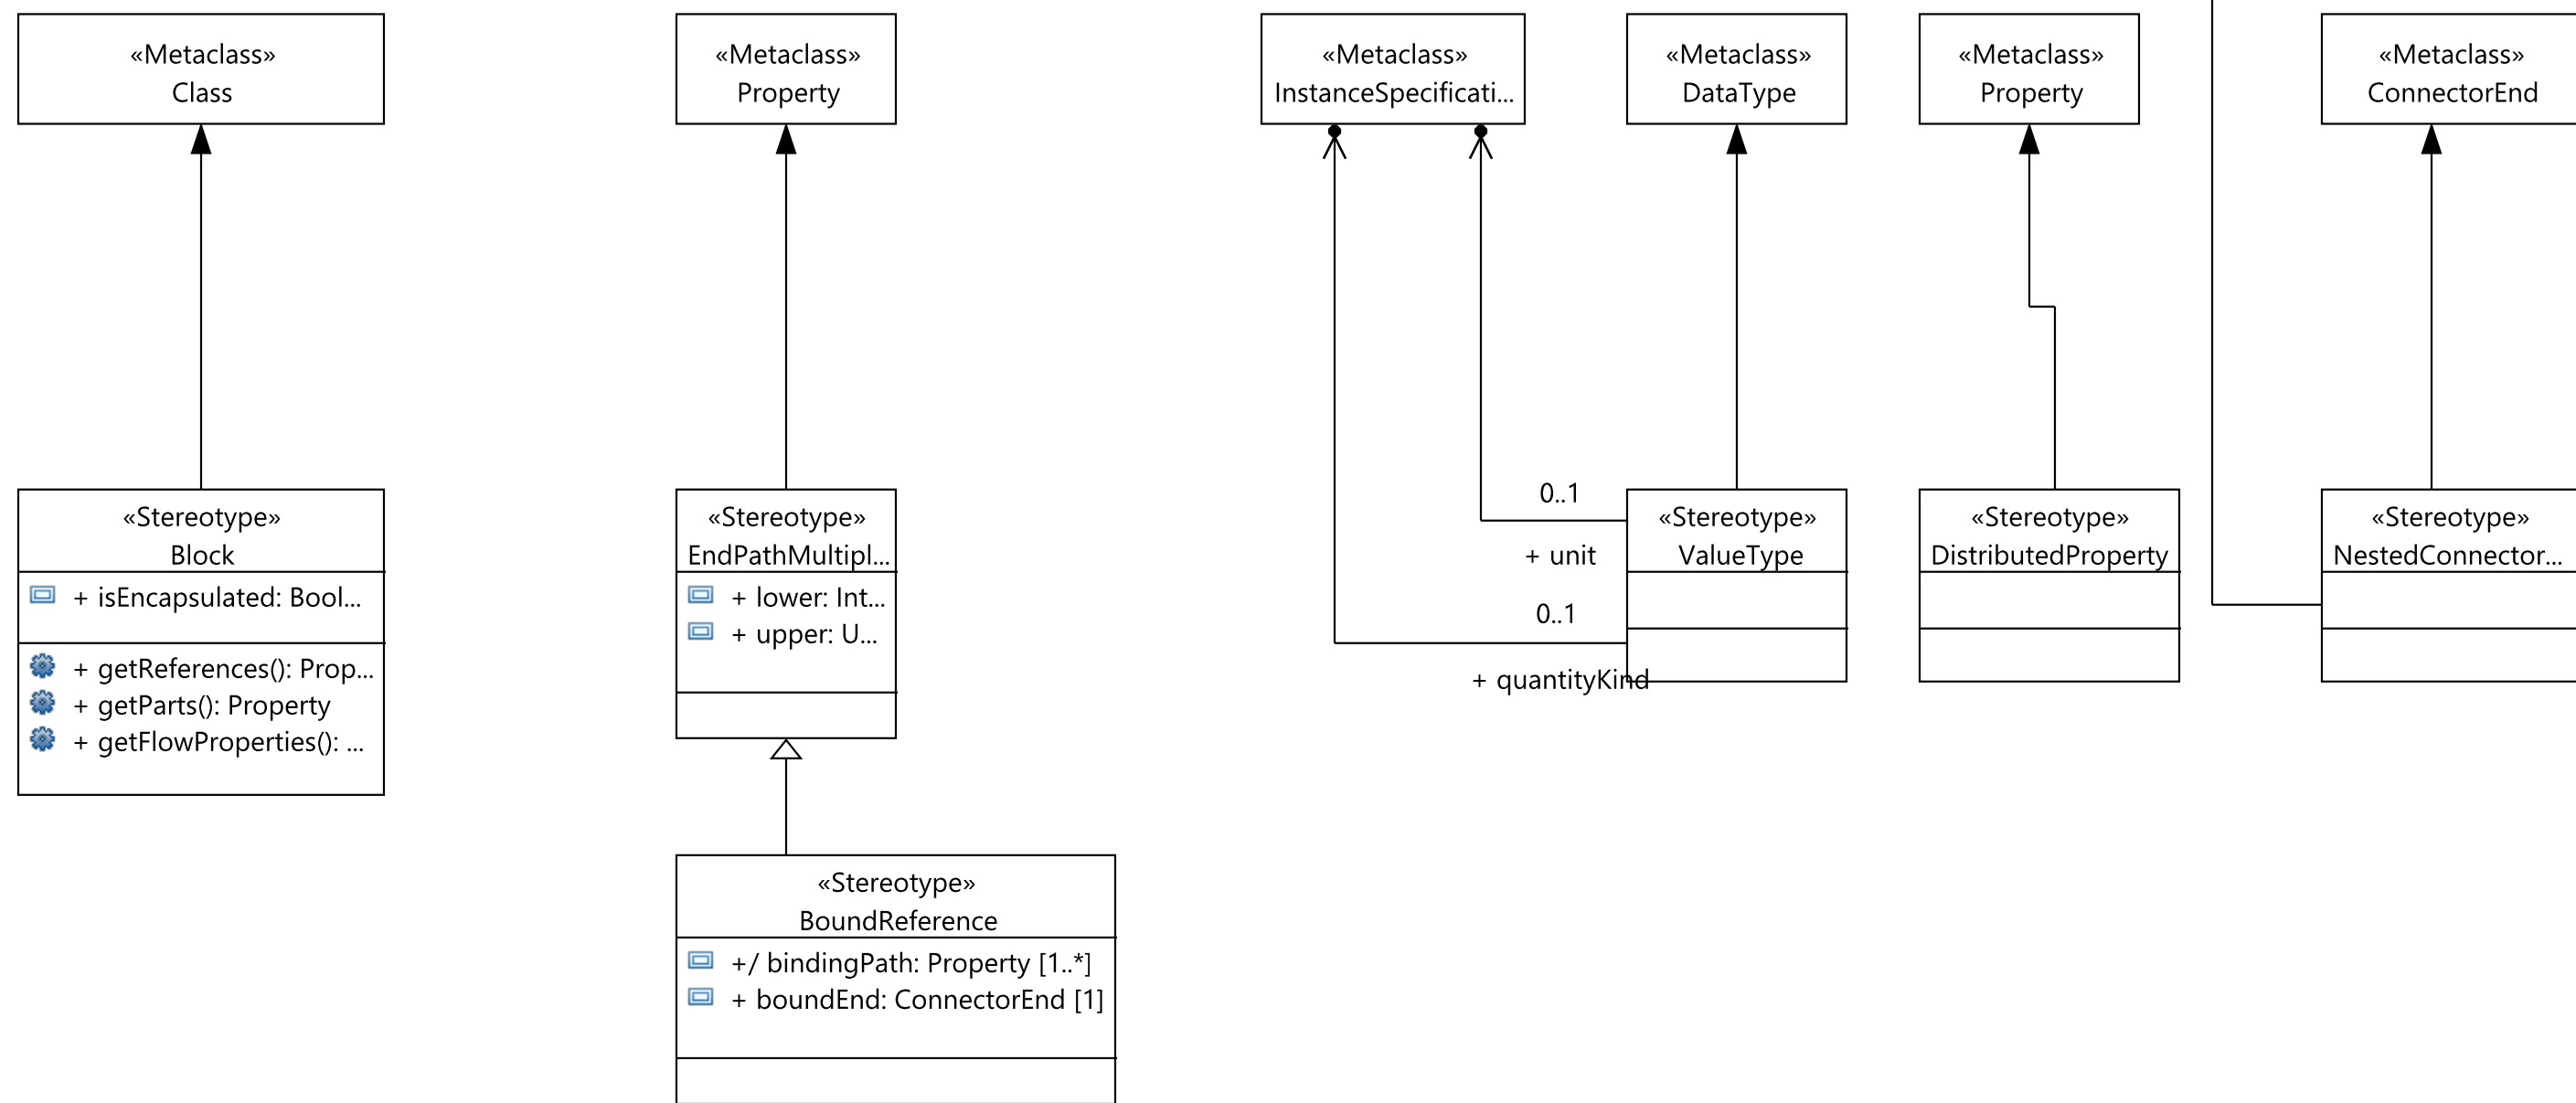 «Metaclass»
Class
«Metaclass»
Property
«Metaclass»
InstanceSpecificati...
«Metaclass»
DataType
«Metaclass»
Property
«Metaclass»
ConnectorEnd
«Stereotype»
Block
+ isEncapsulated: Bool...
+ getReferences(): Prop...
+ getParts(): Property
+ getFlowProperties(): ...
«Stereotype»
EndPathMultipl...
+ lower: Int...
+ upper: U...
0..1
+ unit
0..1
+ quantityKind
«Stereotype»
ValueType
«Stereotype»
DistributedProperty
«Stereotype»
NestedConnector...
«Stereotype»
BoundReference
+/ bindingPath: Property [1..*]
+ boundEnd: ConnectorEnd [1]